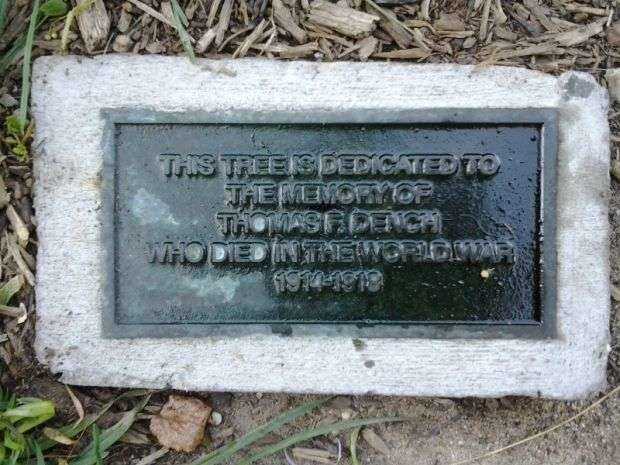 THIS TREE IS DEDICATED TO
THE MEMORY OF
THOMAS F. DENCH
WHO DIED IN THE WORLD WAR
1914-1918